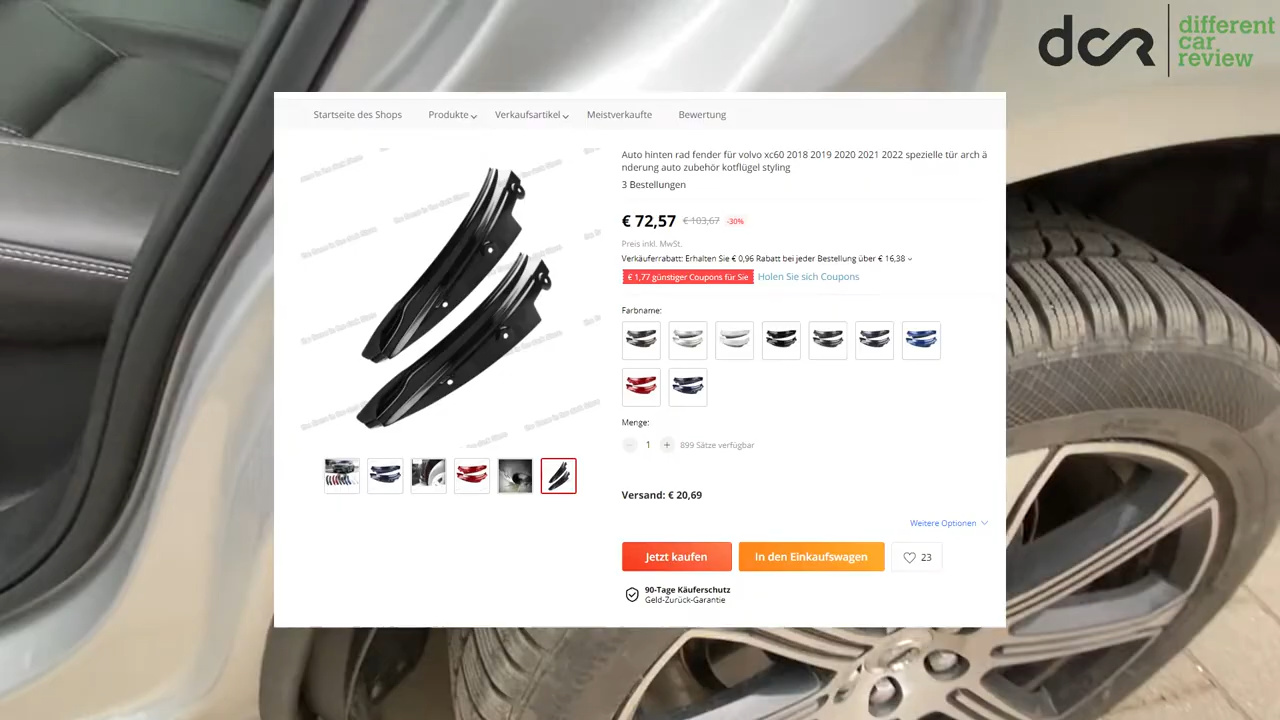 dcr
different
car
review
Startseite des Shops Produkte Verkaufsartikel Meistverkaufte Bewertung
Auto hinten rad fender für volvo xc60 2018 2019 2020 2021 2022 spezielle tür arch ä
nderung auto zubehör kotflügel styling
3 Bestellungen
€ 72,57 € 103,67 -30%
Preis inkl. MwSt.
Verkäuferrabatt: Erhalten Sie € 0,96 Rabatt bei jeder Bestellung über € 16,38
€ 1,77 günstiger Coupons für Sie Holen Sie sich Coupons
Farbname:
Menge:
− 1 + 899 Sätze verfügbar
Versand: € 20,69
Weitere Optionen
Jetzt kaufen In den Einkaufswagen 23
90-Tage Käuferschutz
Geld-Zurück-Garantie